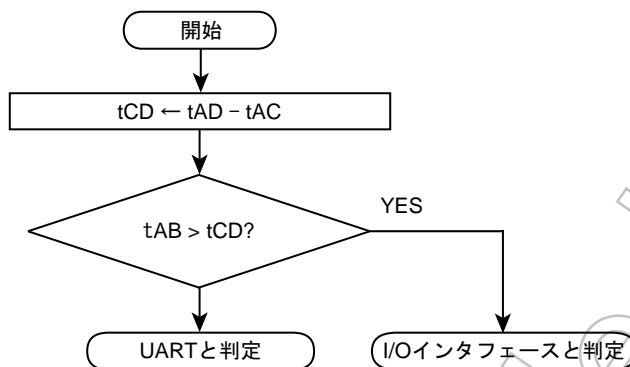 開始
tCD ← tAD − tAC
tAB > tCD?
YES
UARTと判定
I/Oインタフェースと判定